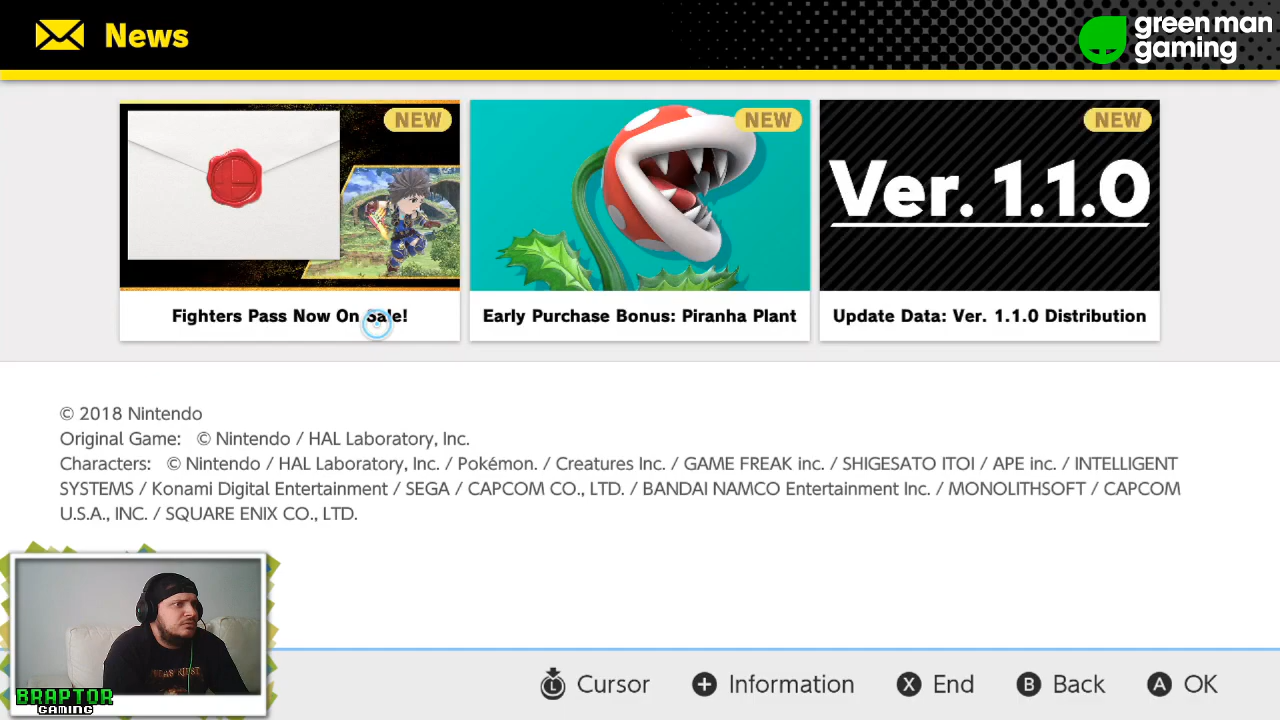 News
green man
gaming
NEW
NEW
NEW
Ver. 1.1.0
Fighters Pass Now On Sale!
Early Purchase Bonus: Piranha Plant
Update Data: Ver. 1.1.0 Distribution
© 2018 Nintendo
Original Game: © Nintendo / HAL Laboratory, Inc.
Characters: © Nintendo / HAL Laboratory, Inc. / Pokémon. / Creatures Inc. / GAME FREAK inc. / SHIGESATO ITOI / APE inc. / INTELLIGENT
SYSTEMS / Konami Digital Entertainment / SEGA / CAPCOM CO., LTD. / BANDAI NAMCO Entertainment Inc. / MONOLITHSOFT / CAPCOM
U.S.A., INC. / SQUARE ENIX CO., LTD.
BRAPTOR
GAMING
L Cursor + Information X End B Back A OK